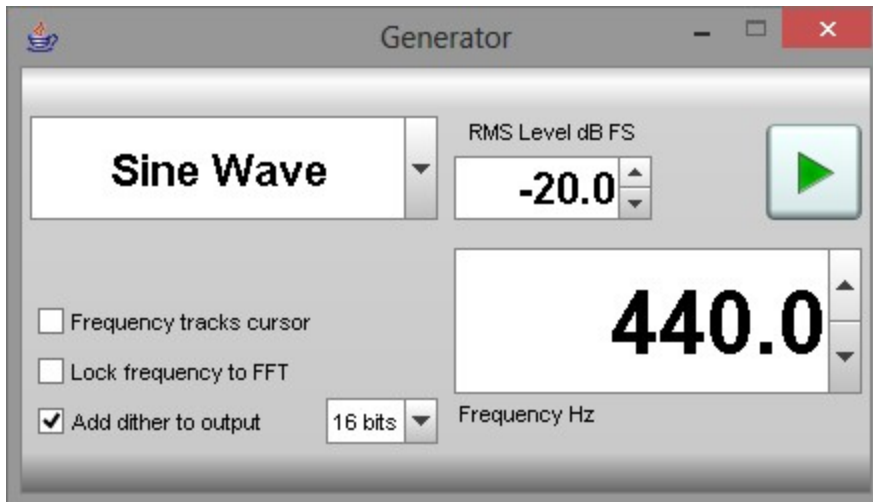 Generator
Sine Wave
RMS Level dB FS
-20.0
440.0
Frequency Hz
Frequency tracks cursor
Lock frequency to FFT
Add dither to output
16 bits